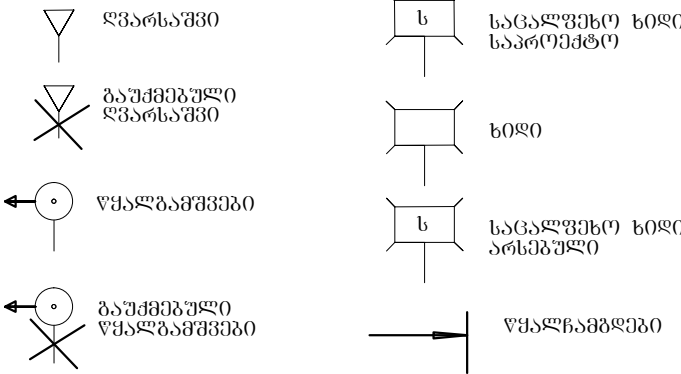 ღვარსაშვი
გაუქმებული
ღვარსაშვი
წყალგამშვები
გაუქმებული
წყალგამშვები
ს
საცალფეხო ხიდი
საპროექტო
ხიდი
ს
საცალფეხო ხიდი
არსებული
წყალჩამგდები